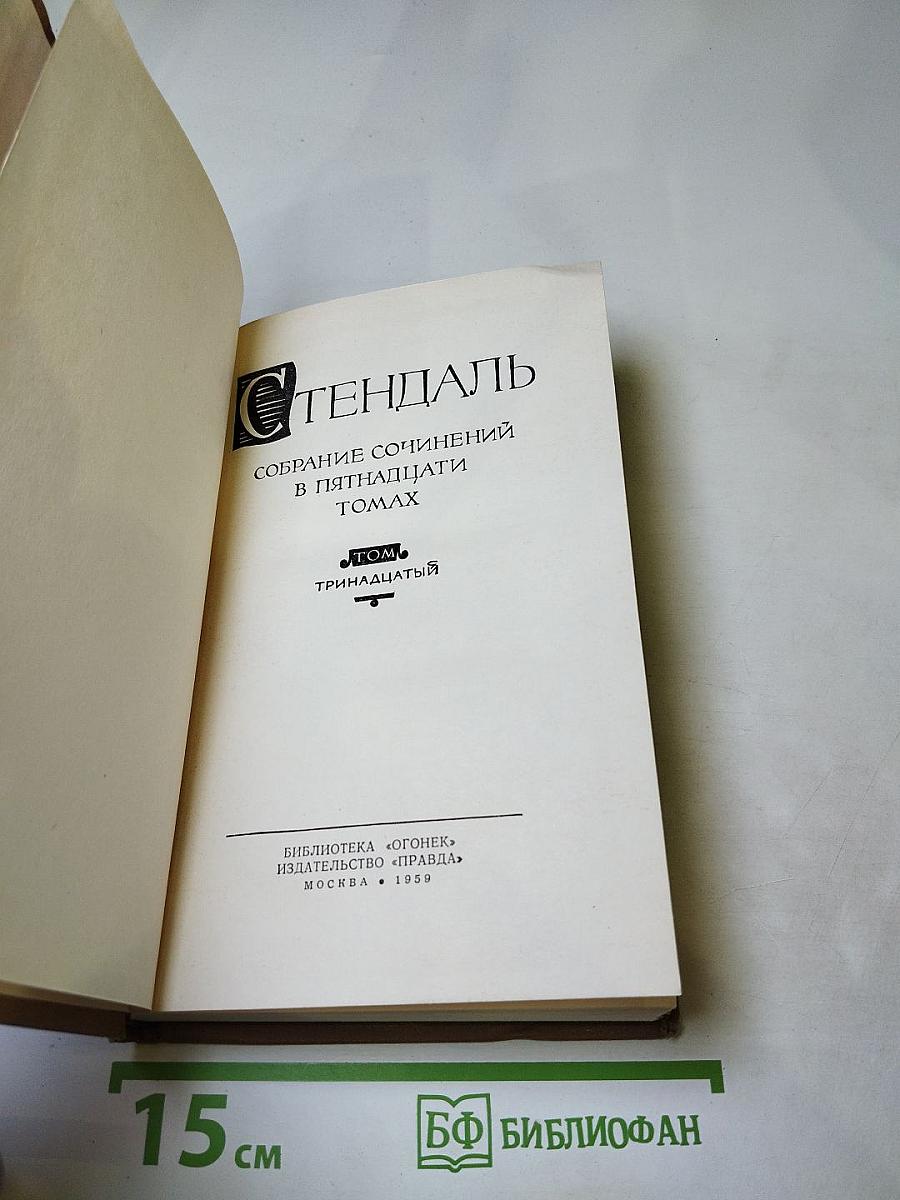 СТЕНДАЛЬ
СОБРАНИЕ СОЧИНЕНИЙ
В ПЯТНАДЦАТИ
ТОМАХ
ТОМ
ТРИНАДЦАТЫЙ
БИБЛИОТЕКА «ОГОНЕК»
ИЗДАТЕЛЬСТВО «ПРАВДА»
МОСКВА • 1959
15 см
БФ БИБЛИОФАН